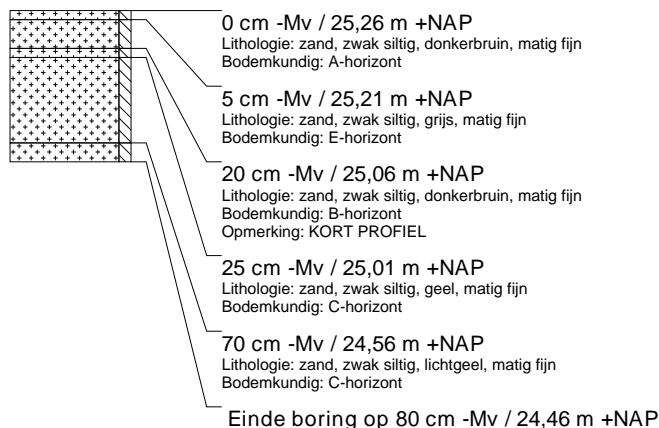 0 cm -Mv / 25,26 m +NAP
Lithologie: zand, zwak siltig, donkerbruin, matig fijn
Bodemkundig: A-horizont
5 cm -Mv / 25,21 m +NAP
Lithologie: zand, zwak siltig, grijs, matig fijn
Bodemkundig: E-horizont
20 cm -Mv / 25,06 m +NAP
Lithologie: zand, zwak siltig, donkerbruin, matig fijn
Bodemkundig: B-horizont
Opmerking: KORT PROFIEL
25 cm -Mv / 25,01 m +NAP
Lithologie: zand, zwak siltig, geel, matig fijn
Bodemkundig: C-horizont
70 cm -Mv / 24,56 m +NAP
Lithologie: zand, zwak siltig, lichtgeel, matig fijn
Bodemkundig: C-horizont
Einde boring op 80 cm -Mv / 24,46 m +NAP